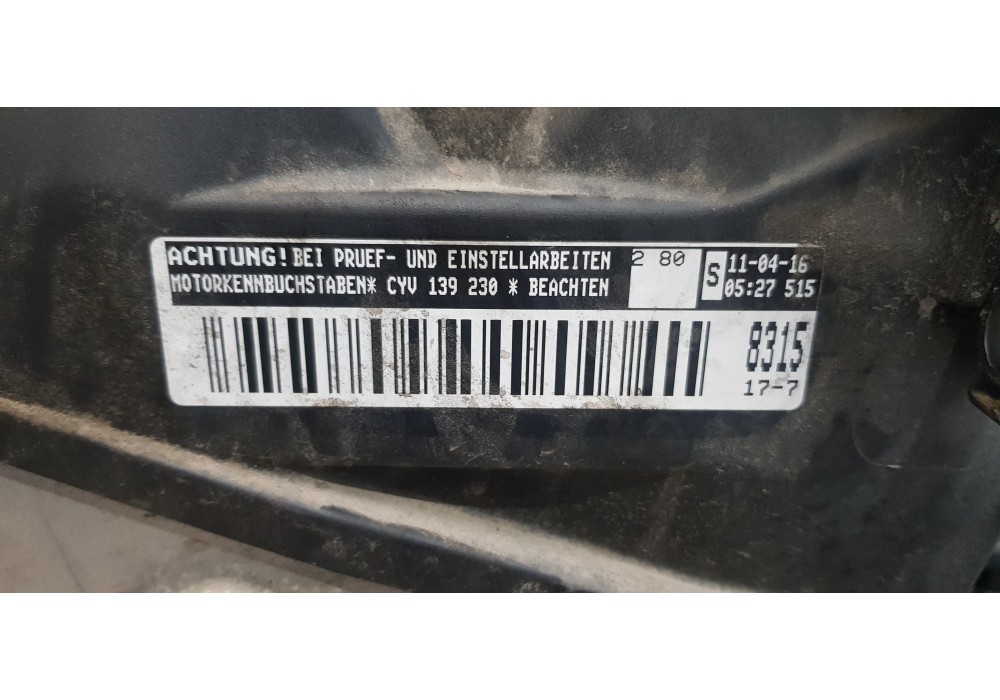 ACHTUNG! BEI PRUEF- UND EINSTELLARBEITEN 2 80 S 11-04-16
MOTORKENNBUCHSTABEN* CYV 139 230 * BEACHTEN 05:27 515
8315
17-7